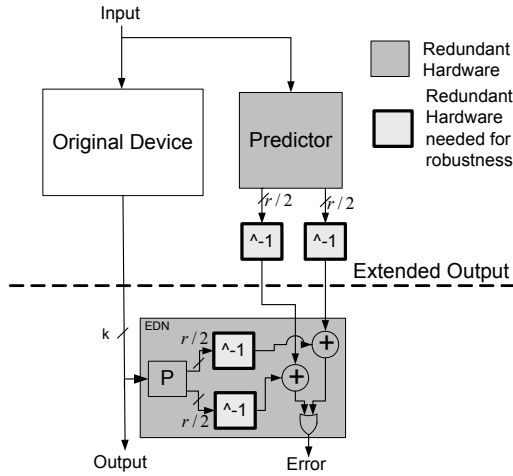 Input
Redundant
Hardware
Redundant
Hardware
needed for
robustness
Original Device
Predictor
r / 2
r / 2
^-1
^-1
Extended Output
k
EDN
r / 2
^-1
+
P
+
r / 2
^-1
Output
Error